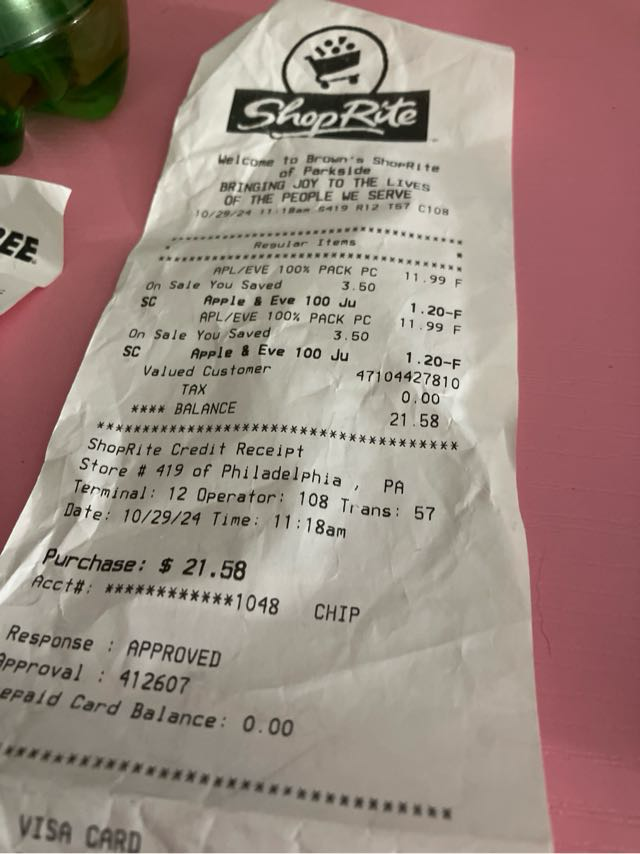 ShopRite
Welcome to Brown's ShopRite
of Parkside
BRINGING JOY TO THE LIVES
OF THE PEOPLE WE SERVE
10/29/24 11:18am S419 R12 T57 C108
************************************
* Regular Items *
************************************
APL/EVE 100% PACK PC 11.99 F
On Sale You Saved 3.50
SC Apple & Eve 100 Ju 1.20-F
APL/EVE 100% PACK PC 11.99 F
On Sale You Saved 3.50
SC Apple & Eve 100 Ju 1.20-F
Valued Customer 47104427810
TAX 0.00
**** BALANCE 21.58
************************************
ShopRite Credit Receipt
Store # 419 of Philadelphia , PA
Terminal: 12 Operator: 108 Trans: 57
Date: 10/29/24 Time: 11:18am
Purchase: $ 21.58
Acct#: ************1048 CHIP
Response : APPROVED
Approval : 412607
epaid Card Balance: 0.00
************************************
VISA CARD
EE